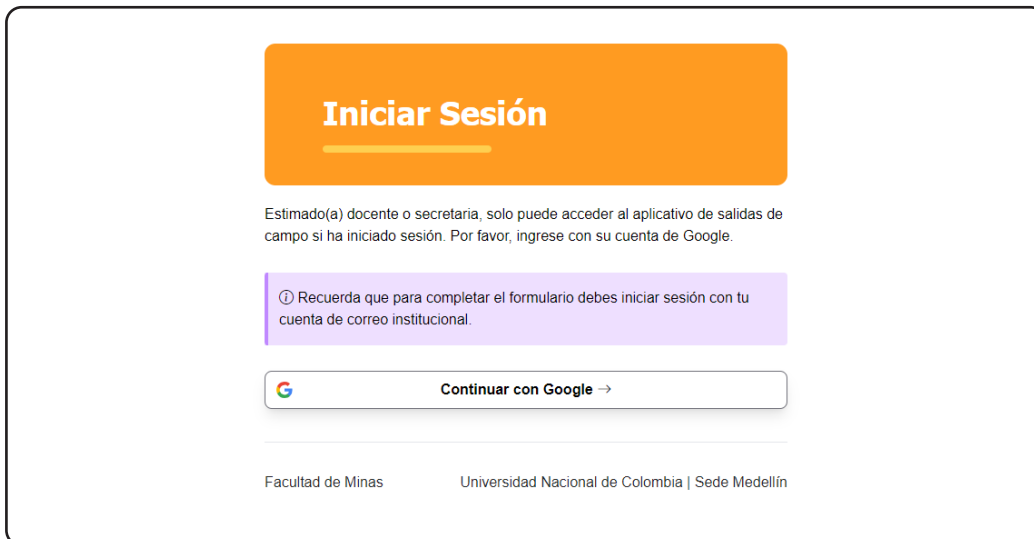 Iniciar Sesión
Estimado(a) docente o secretaria, solo puede acceder al aplicativo de salidas de
campo si ha iniciado sesión. Por favor, ingrese con su cuenta de Google.
Recuerda que para completar el formulario debes iniciar sesión con tu
cuenta de correo institucional.
Continuar con Google →
Facultad de Minas
Universidad Nacional de Colombia | Sede Medellín